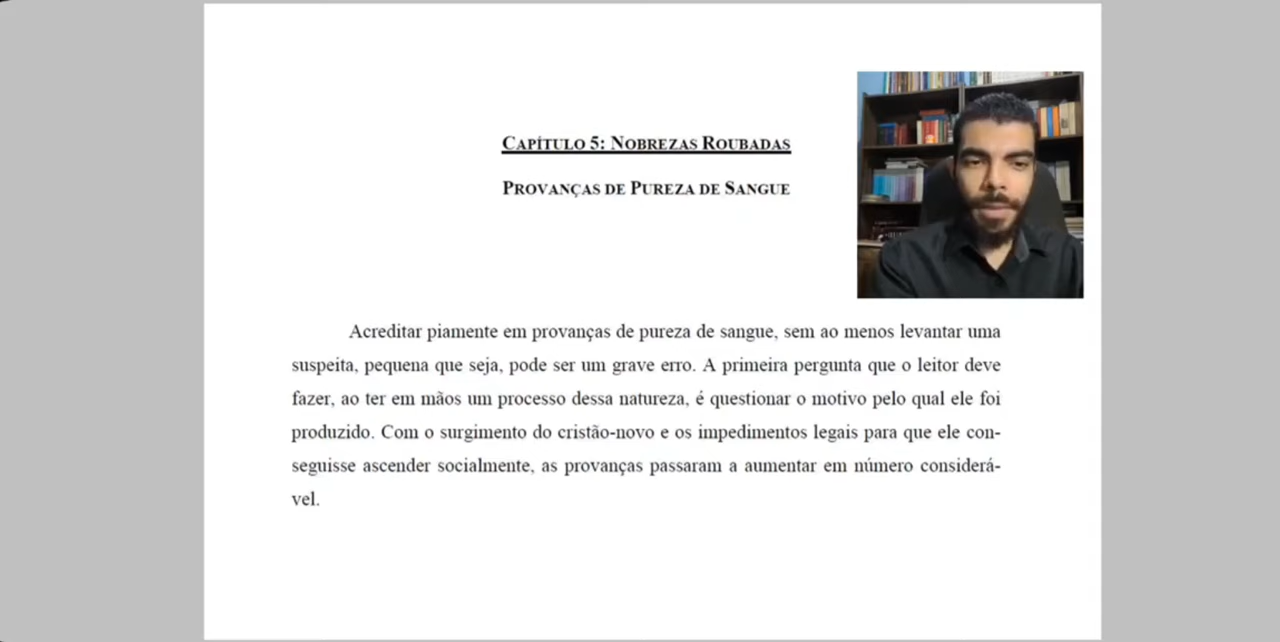 CAPÍTULO 5: NOBREZAS ROUBADAS
PROVANÇAS DE PUREZA DE SANGUE
Acreditar piamente em provanças de pureza de sangue, sem ao menos levantar uma
suspeita, pequena que seja, pode ser um grave erro. A primeira pergunta que o leitor deve
fazer, ao ter em mãos um processo dessa natureza, é questionar o motivo pelo qual ele foi
produzido. Com o surgimento do cristão-novo e os impedimentos legais para que ele con-
seguisse ascender socialmente, as provanças passaram a aumentar em número considerá-
vel.